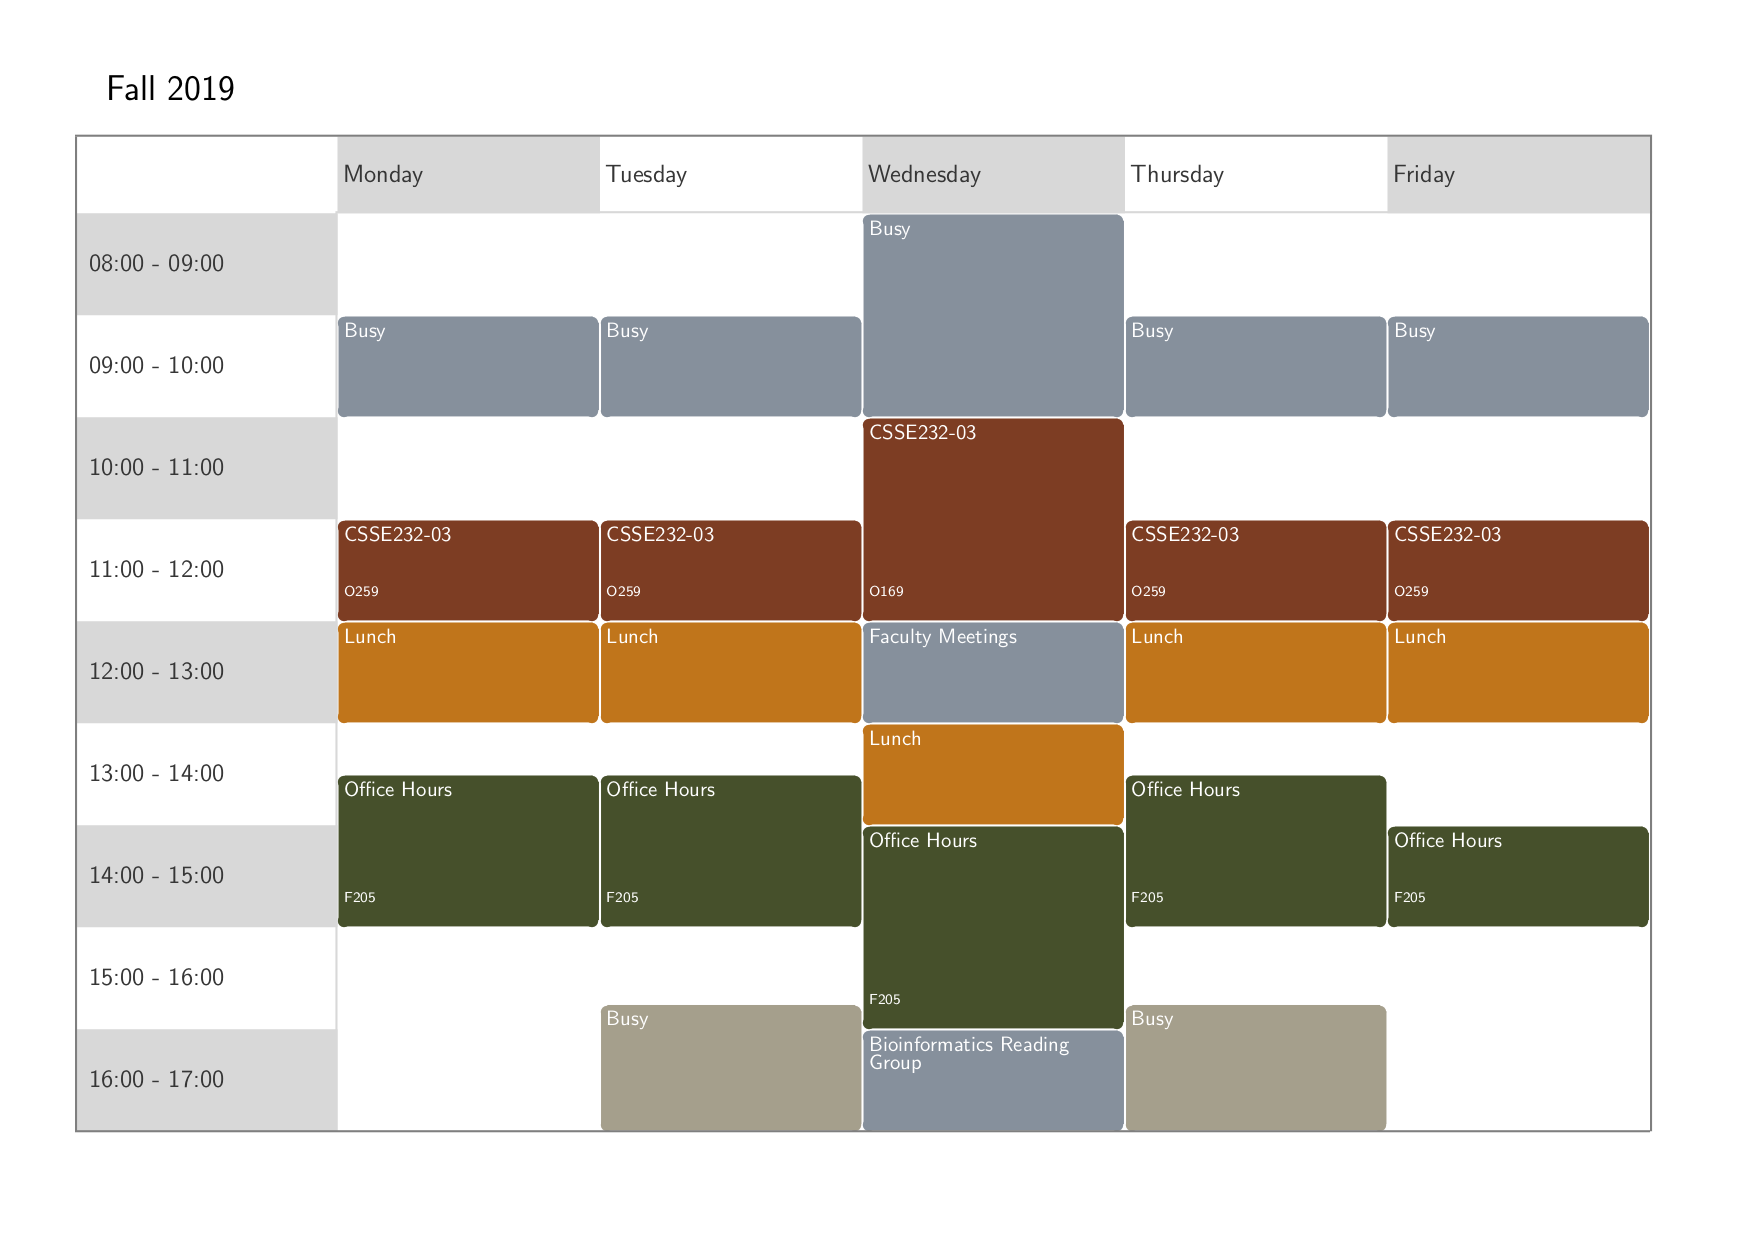 Fall 2019
Monday
Tuesday
Wednesday
Thursday
Friday
08:00 - 09:00
Busy
09:00 - 10:00
Busy
Busy
Busy
Busy
10:00 - 11:00
CSSE232-03
11:00 - 12:00
CSSE232-03
O259
CSSE232-03
O259
O169
CSSE232-03
O259
CSSE232-03
O259
12:00 - 13:00
Lunch
Lunch
Faculty Meetings
Lunch
Lunch
13:00 - 14:00
Lunch
Office Hours
F205
Office Hours
F205
Office Hours
F205
14:00 - 15:00
Office Hours
F205
Office Hours
F205
15:00 - 16:00
Busy
Busy
16:00 - 17:00
Bioinformatics Reading
Group